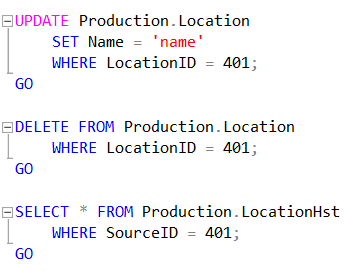 UPDATE Production.Location
SET Name = 'name'
WHERE LocationID = 401;
GO
DELETE FROM Production.Location
WHERE LocationID = 401;
GO
SELECT * FROM Production.LocationHst
WHERE SourceID = 401;
GO